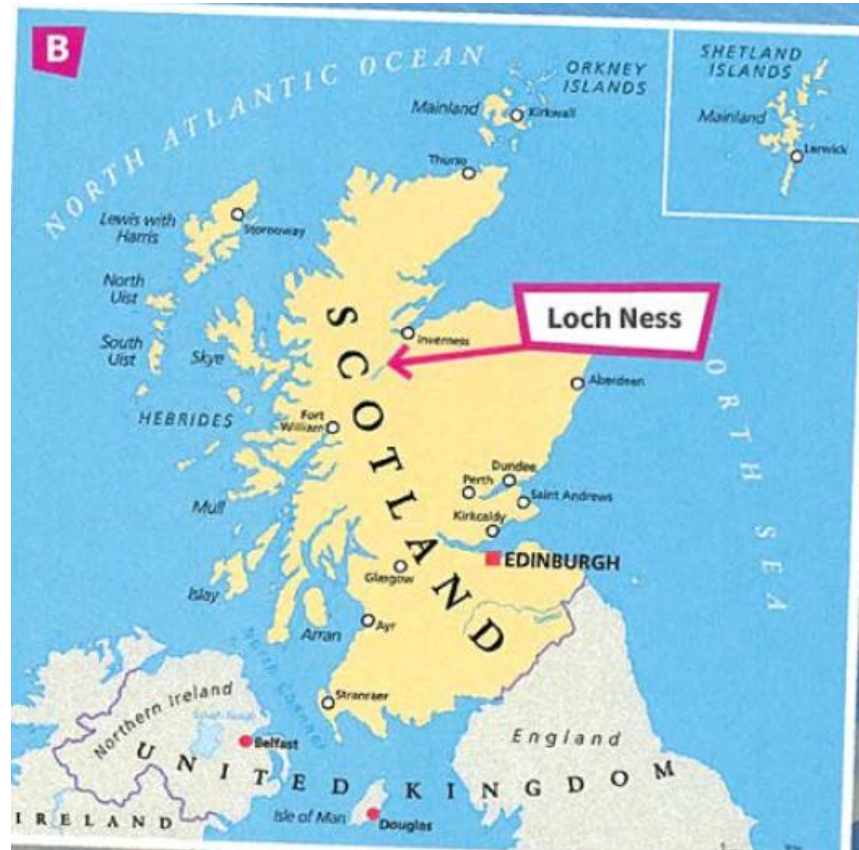 B
NORTH ATLANTIC OCEAN
ORKNEY
ISLANDS
SHETLAND
ISLANDS
Mainland
Kirkwall
Mainland
Lerwick
Thurso
Lewis with
Harris
Stornoway
North
Uist
South
Uist
Skye
HEBRIDES
Inverness
Loch Ness
Aberdeen
SCOTLAND
ORTH SEA
Fort
William
Dundee
Perth
Saint Andrews
Kirkcaldy
Mull
EDINBURGH
Glasgow
Islay
Arran
Ayr
North Channel
Stranraer
Northern Ireland
Belfast
England
UNITED KINGDOM
Isle of Man
Douglas
IRELAND